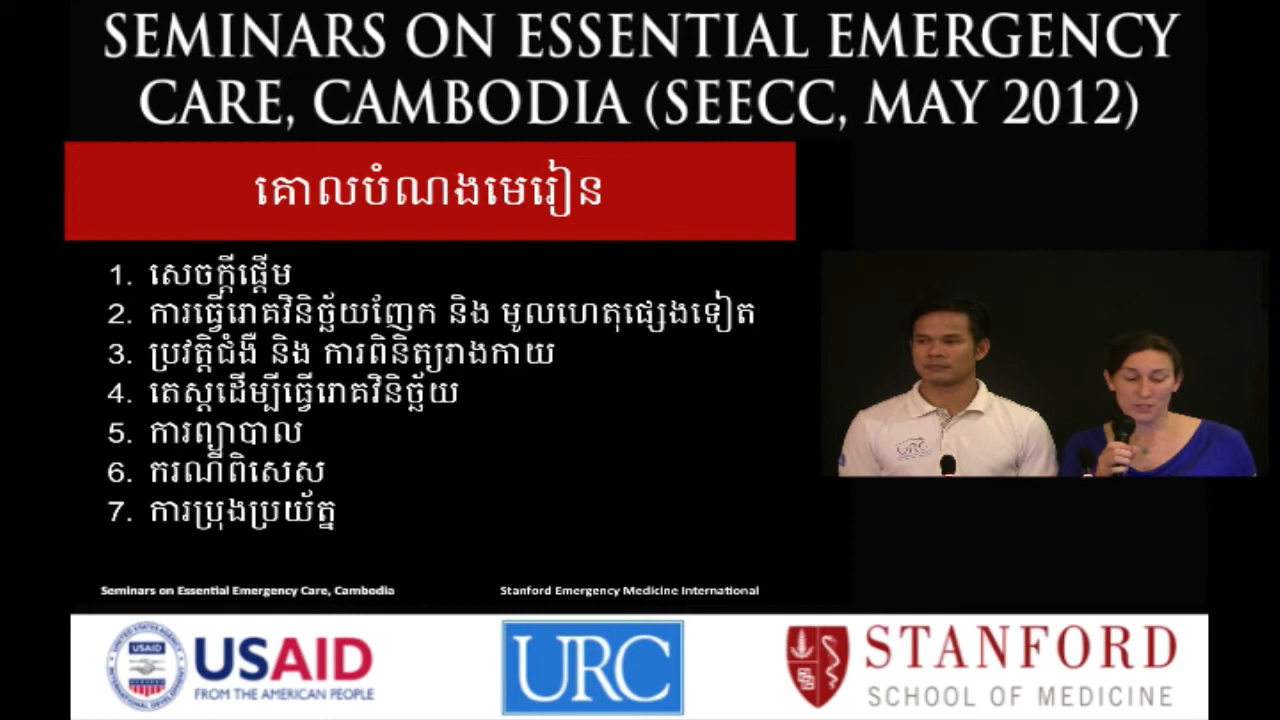 SEMINARS ON ESSENTIAL EMERGENCY
CARE, CAMBODIA (SEECC, MAY 2012)
គោលបំណងមេរៀន
1. សេចក្តីផ្តើម
2. ការធ្វើរោគវិនិច្ឆ័យញែក និង មូលហេតុផ្សេងទៀត
3. ប្រវត្តិជំងឺ និង ការពិនិត្យរាងកាយ
4. តេស្តដើម្បីធ្វើរោគវិនិច្ឆ័យ
5. ការព្យាបាល
6. ករណីពិសេស
7. ការប្រុងប្រយ័ត្ន
URC
Seminars on Essential Emergency Care, Cambodia
Stanford Emergency Medicine International
USAID
USAID
FROM THE AMERICAN PEOPLE
URC
STANFORD
SCHOOL OF MEDICINE